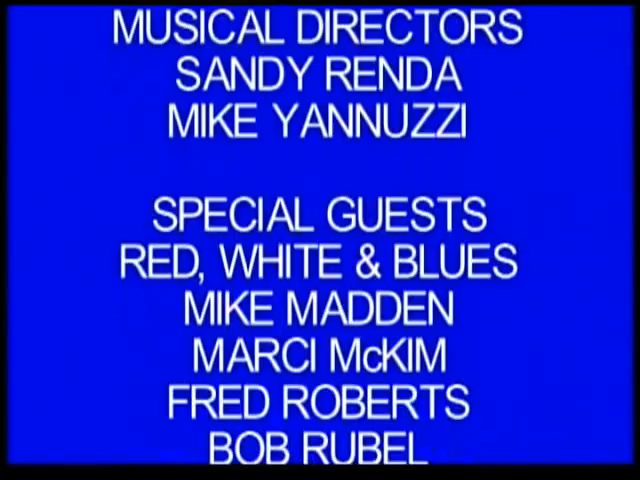 MUSICAL DIRECTORS
SANDY RENDA
MIKE YANNUZZI
SPECIAL GUESTS
RED, WHITE & BLUES
MIKE MADDEN
MARCI McKIM
FRED ROBERTS
BOB RUBEL